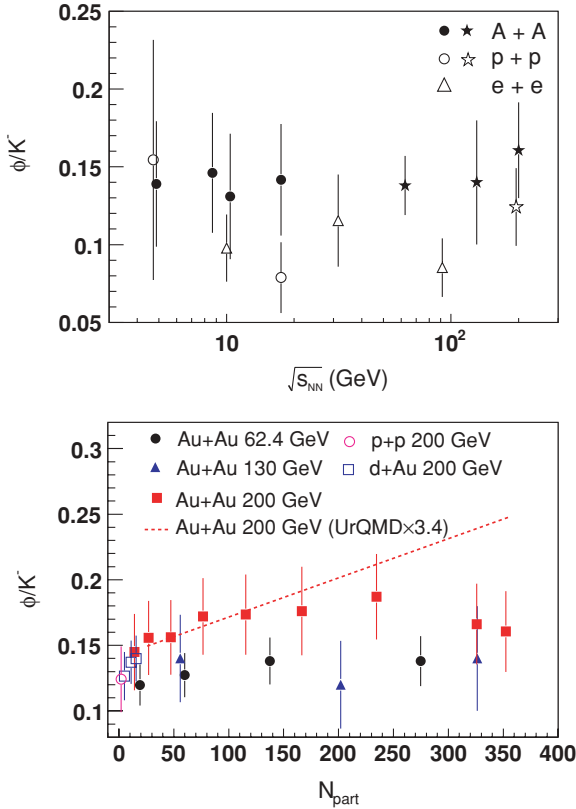 0.25
A + A
p + p
e + e
0.2
0.15
0.1
0.05
ϕ/K⁻
10
10²
√s_NN (GeV)
Au+Au 62.4 GeV
p+p 200 GeV
Au+Au 130 GeV
d+Au 200 GeV
Au+Au 200 GeV
Au+Au 200 GeV (UrQMD×3.4)
0.3
0.25
0.2
0.15
0.1
ϕ/K⁻
0 50 100 150 200 250 300 350 400
N_part